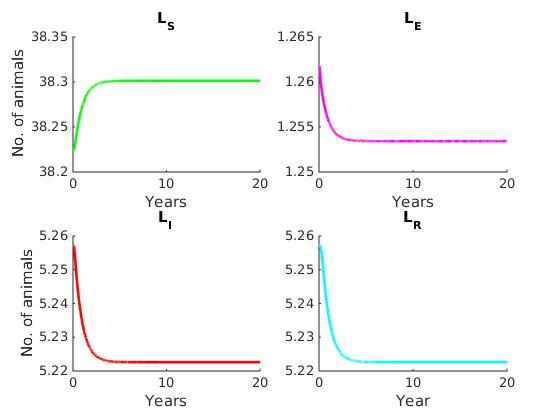 L_S
38.35
38.3
38.25
38.2
No. of animals
0 10 20
Years
L_E
1.265
1.26
1.255
1.25
0 10 20
Years
L_I
5.26
5.25
5.24
5.23
5.22
No. of animals
0 10 20
Years
L_R
5.26
5.25
5.24
5.23
5.22
0 10 20
Year